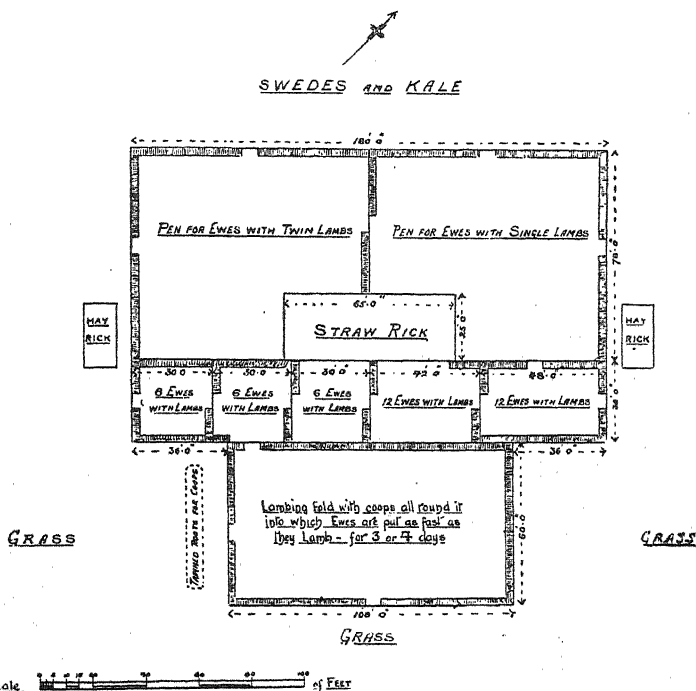 SWEDES AND KALE
180' 0"
PEN FOR EWES WITH TWIN LAMBS
PEN FOR EWES WITH SINGLE LAMBS
78' 0"
65.0"
25' 0"
STRAW RICK
HAY
RICK
HAY
RICK
30.0
30.0
30.0
42' 0"
48' 0"
6 EWES
WITH LAMBS
6 EWES
WITH LAMBS
6 EWES
WITH LAMBS
12 EWES WITH LAMBS
12 EWES WITH LAMBS
36.0"
36 0"
Lambing fold with coops all round it
into which Ewes are put as fast as
they Lamb - for 3 or 4 days
60.0"
FOR COOPS
GRASS
GRASS
108' 0"
GRASS
of FEET